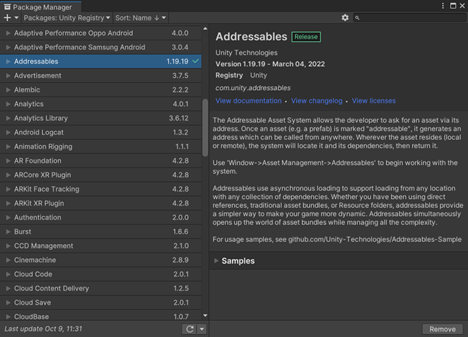 Package Manager
+ Packages: Unity Registry Sort: Name ↓
Adaptive Performance Oppo Android 4.0.0
Adaptive Performance Samsung Android 3.0.4
Addressables 1.19.19 ✓
Advertisement 3.7.5
Alembic 2.2.2
Analytics 4.0.1
Analytics Library 3.6.12
Android Logcat 1.3.2
Animation Rigging 1.1.1
AR Foundation 4.2.8
ARCore XR Plugin 4.2.8
ARKit Face Tracking 4.2.8
ARKit XR Plugin 4.2.8
Authentication 2.0.0
Burst 1.6.6
CCD Management 2.1.0
Cinemachine 2.8.9
Cloud Code 2.0.1
Cloud Content Delivery 1.2.5
Cloud Save 2.0.1
CloudBase 1.0.7
Last update Oct 9, 11:31
Addressables Release
Unity Technologies
Version 1.19.19 - March 04, 2022
Registry Unity
com.unity.addressables
View documentation • View changelog • View licenses
The Addressable Asset System allows the developer to ask for an asset via its
address. Once an asset (e.g. a prefab) is marked "addressable", it generates an
address which can be called from anywhere. Wherever the asset resides (local
or remote), the system will locate it and its dependencies, then return it.
Use 'Window->Asset Management->Addressables' to begin working with the
system.
Addressables use asynchronous loading to support loading from any location
with any collection of dependencies. Whether you have been using direct
references, traditional asset bundles, or Resource folders, addressables provide
a simpler way to make your game more dynamic. Addressables simultaneously
opens up the world of asset bundles while managing all the complexity.
For usage samples, see github.com/Unity-Technologies/Addressables-Sample
Samples
Remove